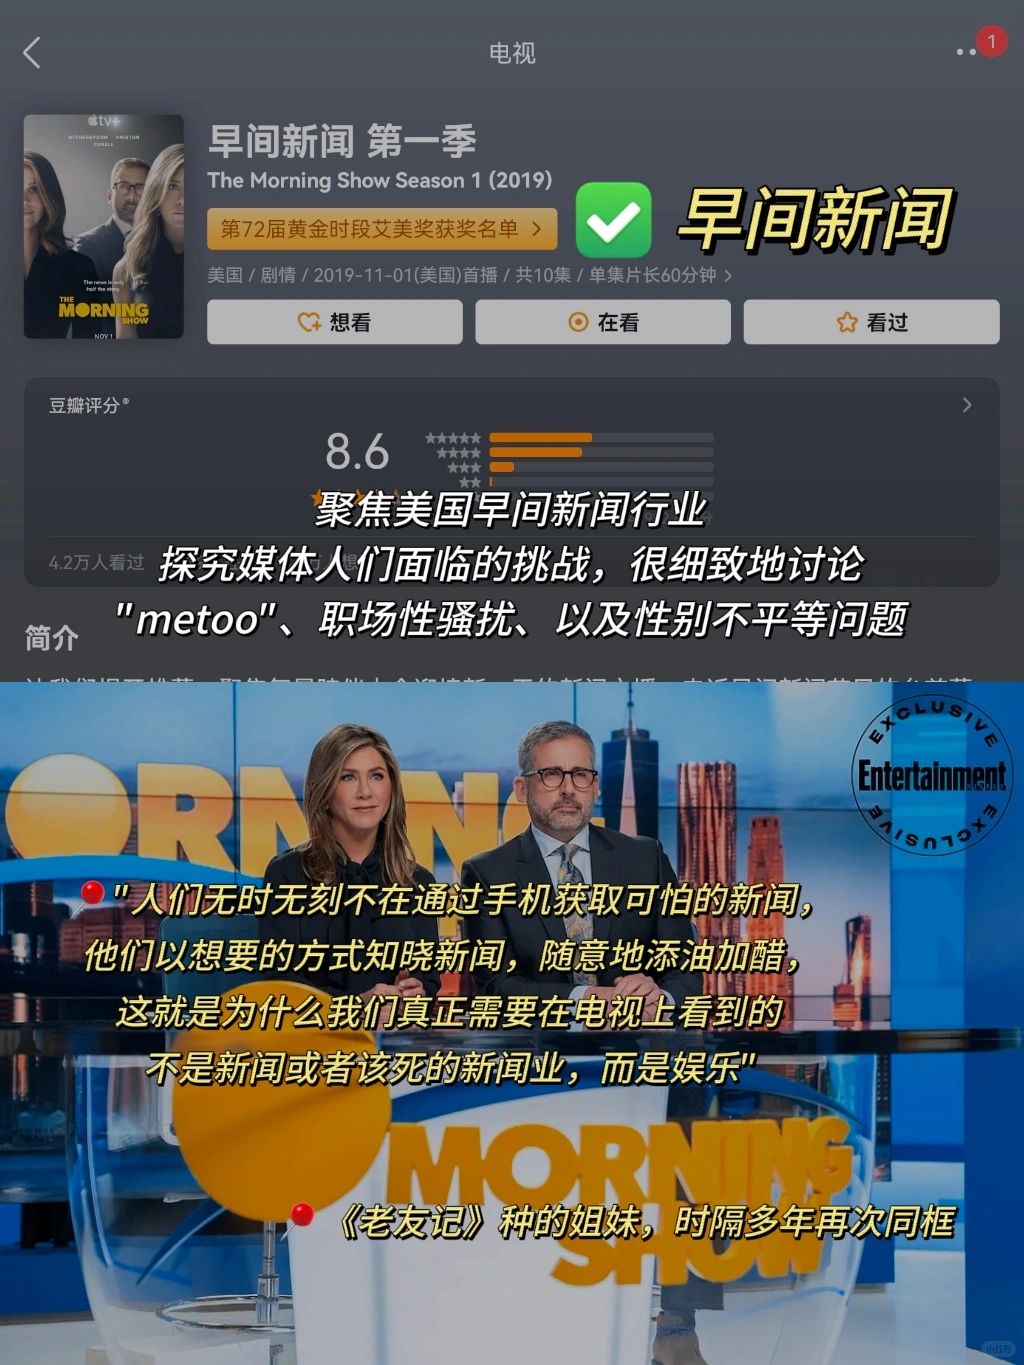 电视
1
tv+
WITHERSPOON ANISTON
CARELL
The news is only
half the story.
THE
MORNING
SHOW
NOV 1
早间新闻 第一季
The Morning Show Season 1 (2019)
第72届黄金时段艾美奖获奖名单
早间新闻
美国 / 剧情 / 2019-11-01(美国)首播 / 共10集 / 单集片长60分钟
想看
在看
看过
豆瓣评分
8.6
聚焦美国早间新闻行业
4.2万人看过
探究媒体人们面临的挑战，很细致地讨论
"metoo"、职场性骚扰、以及性别不平等问题
简介
EXCLUSIVE
Entertainment
EXCLUSIVE
MORNING
"人们无时无刻不在通过手机获取可怕的新闻，
他们以想要的方式知晓新闻，随意地添油加醋，
这就是为什么我们真正需要在电视上看到的
不是新闻或者该死的新闻业，而是娱乐"
MORNING
《老友记》种的姐妹，时隔多年再次同框
SHOW
小红书